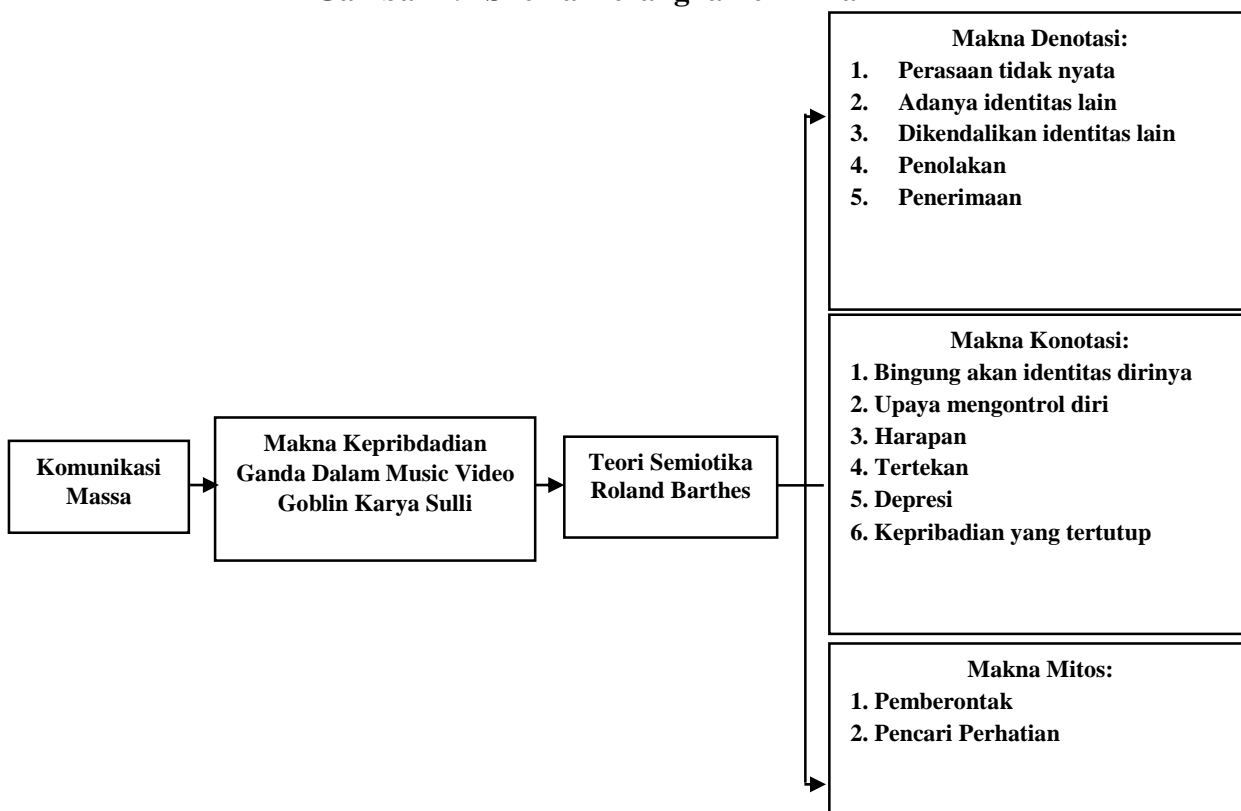 Komunikasi
Massa
Makna Kepribdadian
Ganda Dalam Music Video
Goblin Karya Sulli
Teori Semiotika
Roland Barthes
Makna Denotasi:
1. Perasaan tidak nyata
2. Adanya identitas lain
3. Dikendalikan identitas lain
4. Penolakan
5. Penerimaan
Makna Konotasi:
1. Bingung akan identitas dirinya
2. Upaya mengontrol diri
3. Harapan
4. Tertekan
5. Depresi
6. Kepribadian yang tertutup
Makna Mitos:
1. Pemberontak
2. Pencari Perhatian